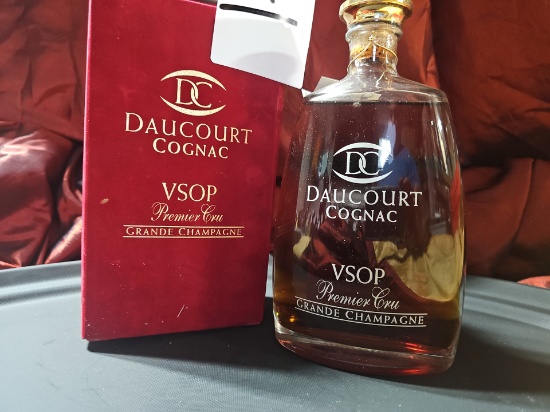 DC
DAUCOURT
COGNAC
VSOP
Premier Cru
GRANDE CHAMPAGNE
DC
DAUCOURT
COGNAC
VSOP
Premier Cru
GRANDE CHAMPAGNE